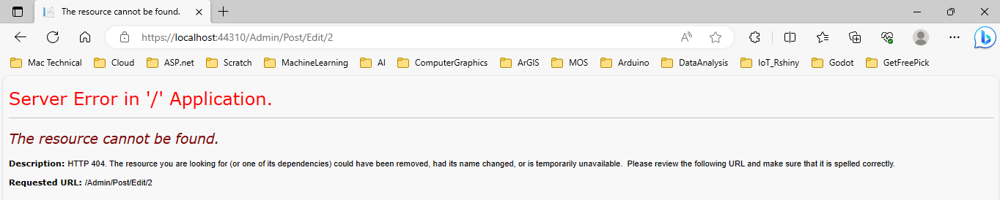 The resource cannot be found.
https://localhost:44310/Admin/Post/Edit/2
Mac Technical Cloud ASP.net Scratch MachineLearning AI ComputerGraphics ArGIS MOS Arduino DataAnalysis IoT_Rshiny Godot GetFreePick
Server Error in '/' Application.
The resource cannot be found.
Description: HTTP 404. The resource you are looking for (or one of its dependencies) could have been removed, had its name changed, or is temporarily unavailable.  Please review the following URL and make sure that it is spelled correctly.
Requested URL: /Admin/Post/Edit/2